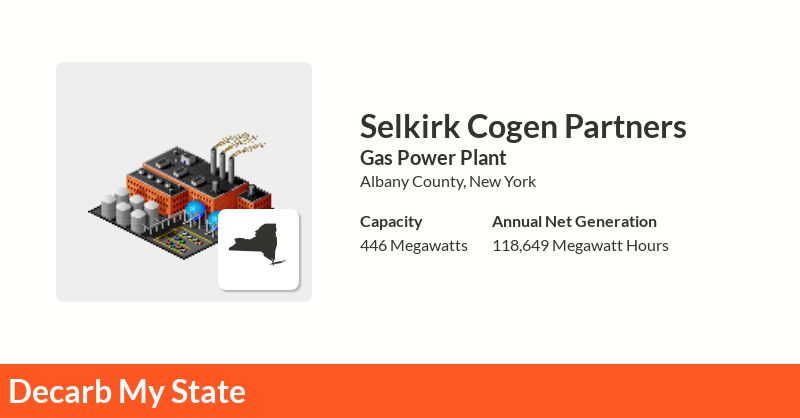 Selkirk Cogen Partners
Gas Power Plant
Albany County, New York
Capacity
446 Megawatts
Annual Net Generation
118,649 Megawatt Hours
Decarb My State